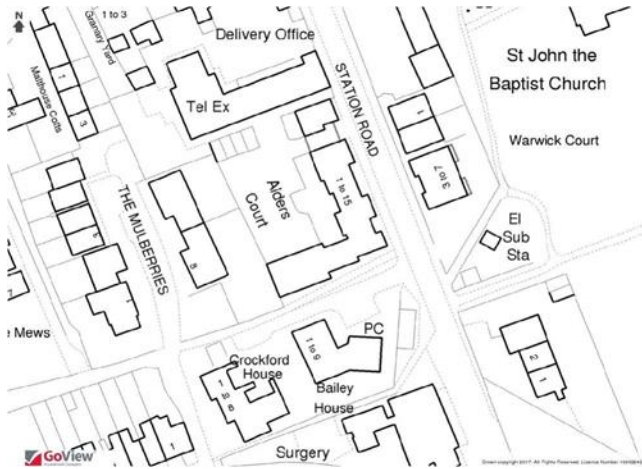 N
1 to 3
Granary Yard
Delivery Office
Malthouse Cotts
1
3
Tel Ex
STATION ROAD
St John the
Baptist Church
1
Warwick Court
3 to 7
Alders
Court
1 to 15
THE MULBERRIES
8
El
Sub
Sta
e Mews
PC
1 to 9
Crockford
House
1
to
6
Bailey
House
2
1
1
Surgery
GoView